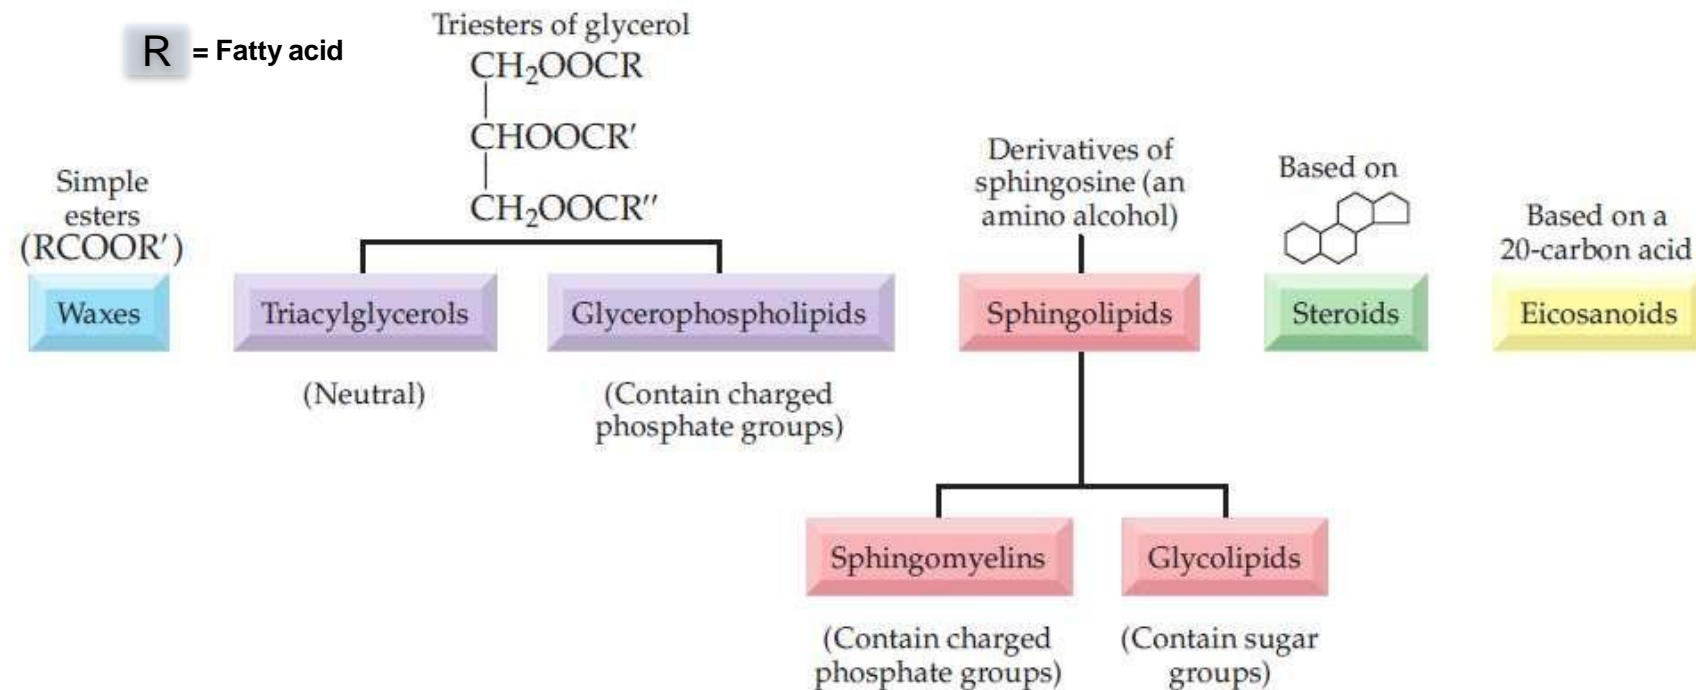 R = Fatty acid
Triesters of glycerol
CH₂OOCR
CHOOCR'
CH₂OOCR''
Simple
esters
(RCOOR')
Waxes
Triacylglycerols
(Neutral)
Glycerophospholipids
(Contain charged
phosphate groups)
Derivatives of
sphingosine (an
amino alcohol)
Sphingolipids
Based on
Steroids
Based on a
20-carbon acid
Eicosanoids
Sphingomyelins
(Contain charged
phosphate groups)
Glycolipids
(Contain sugar
groups)